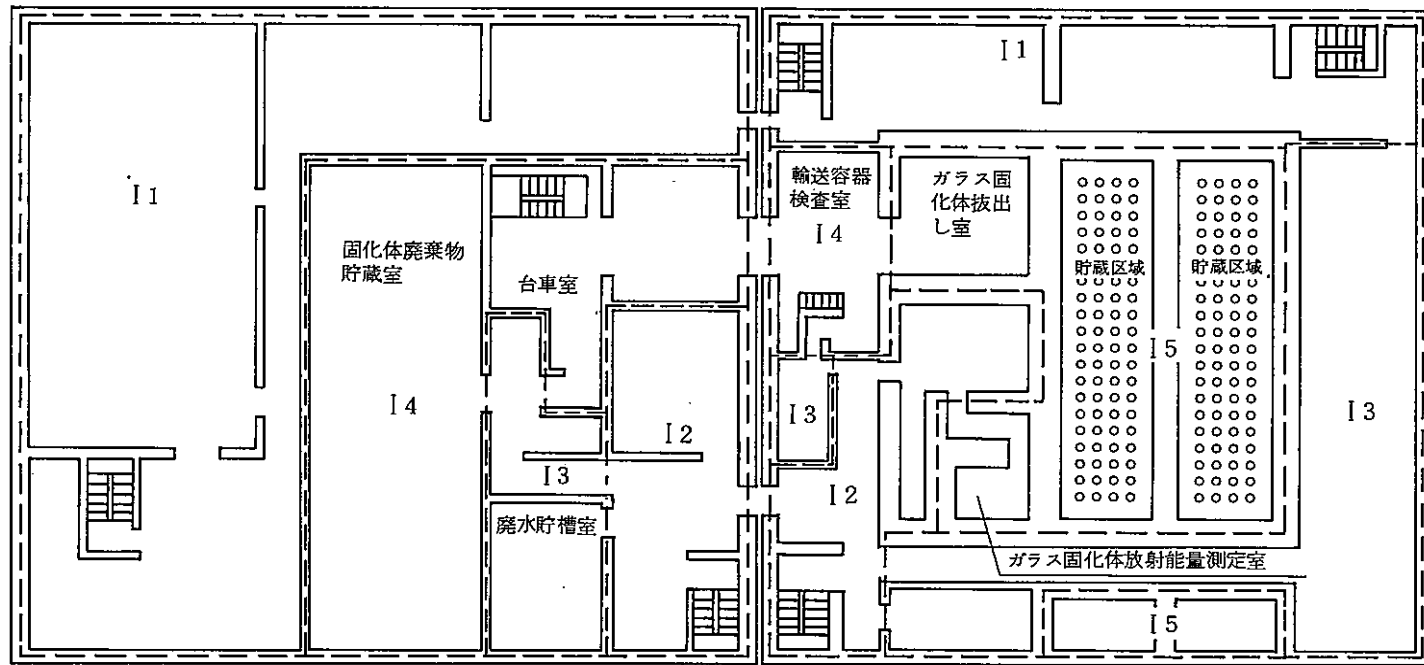 I1
I1
輸送容器
検査室
I4
ガラス固
化体抜出
し室
固化体廃棄物
貯蔵室
台車室
貯蔵区域
貯蔵区域
I5
I4
I3
I2
I3
I3
I2
廃水貯槽室
ガラス固化体放射能量測定室
I5